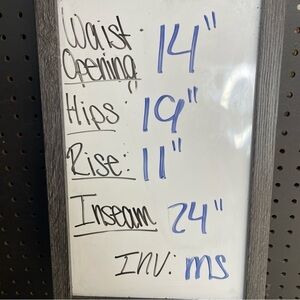 Waist
Opening: 14"
Hips: 19"
Rise: 11"
Inseam 24"
INV: ms